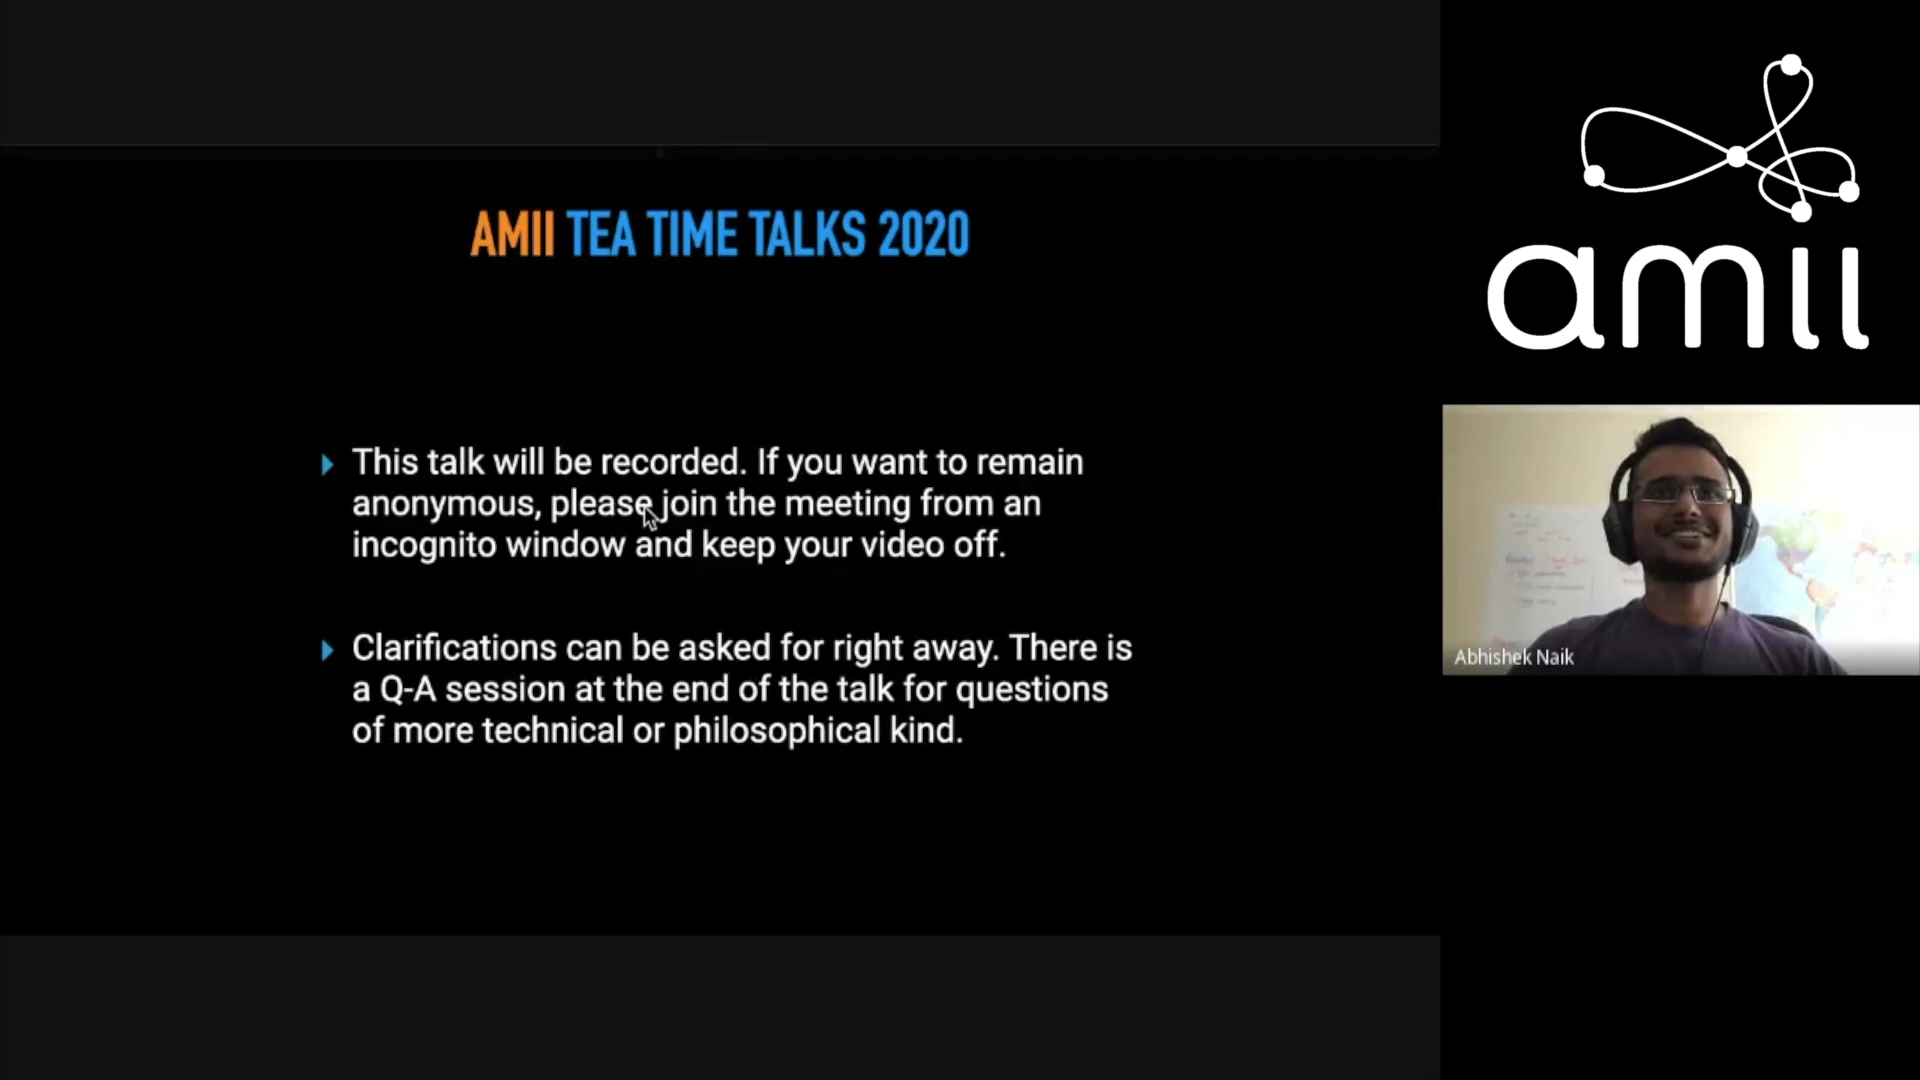 AMII TEA TIME TALKS 2020
This talk will be recorded. If you want to remain
anonymous, please join the meeting from an
incognito window and keep your video off.
Clarifications can be asked for right away. There is
a Q-A session at the end of the talk for questions
of more technical or philosophical kind.
amii
Abhishek Naik